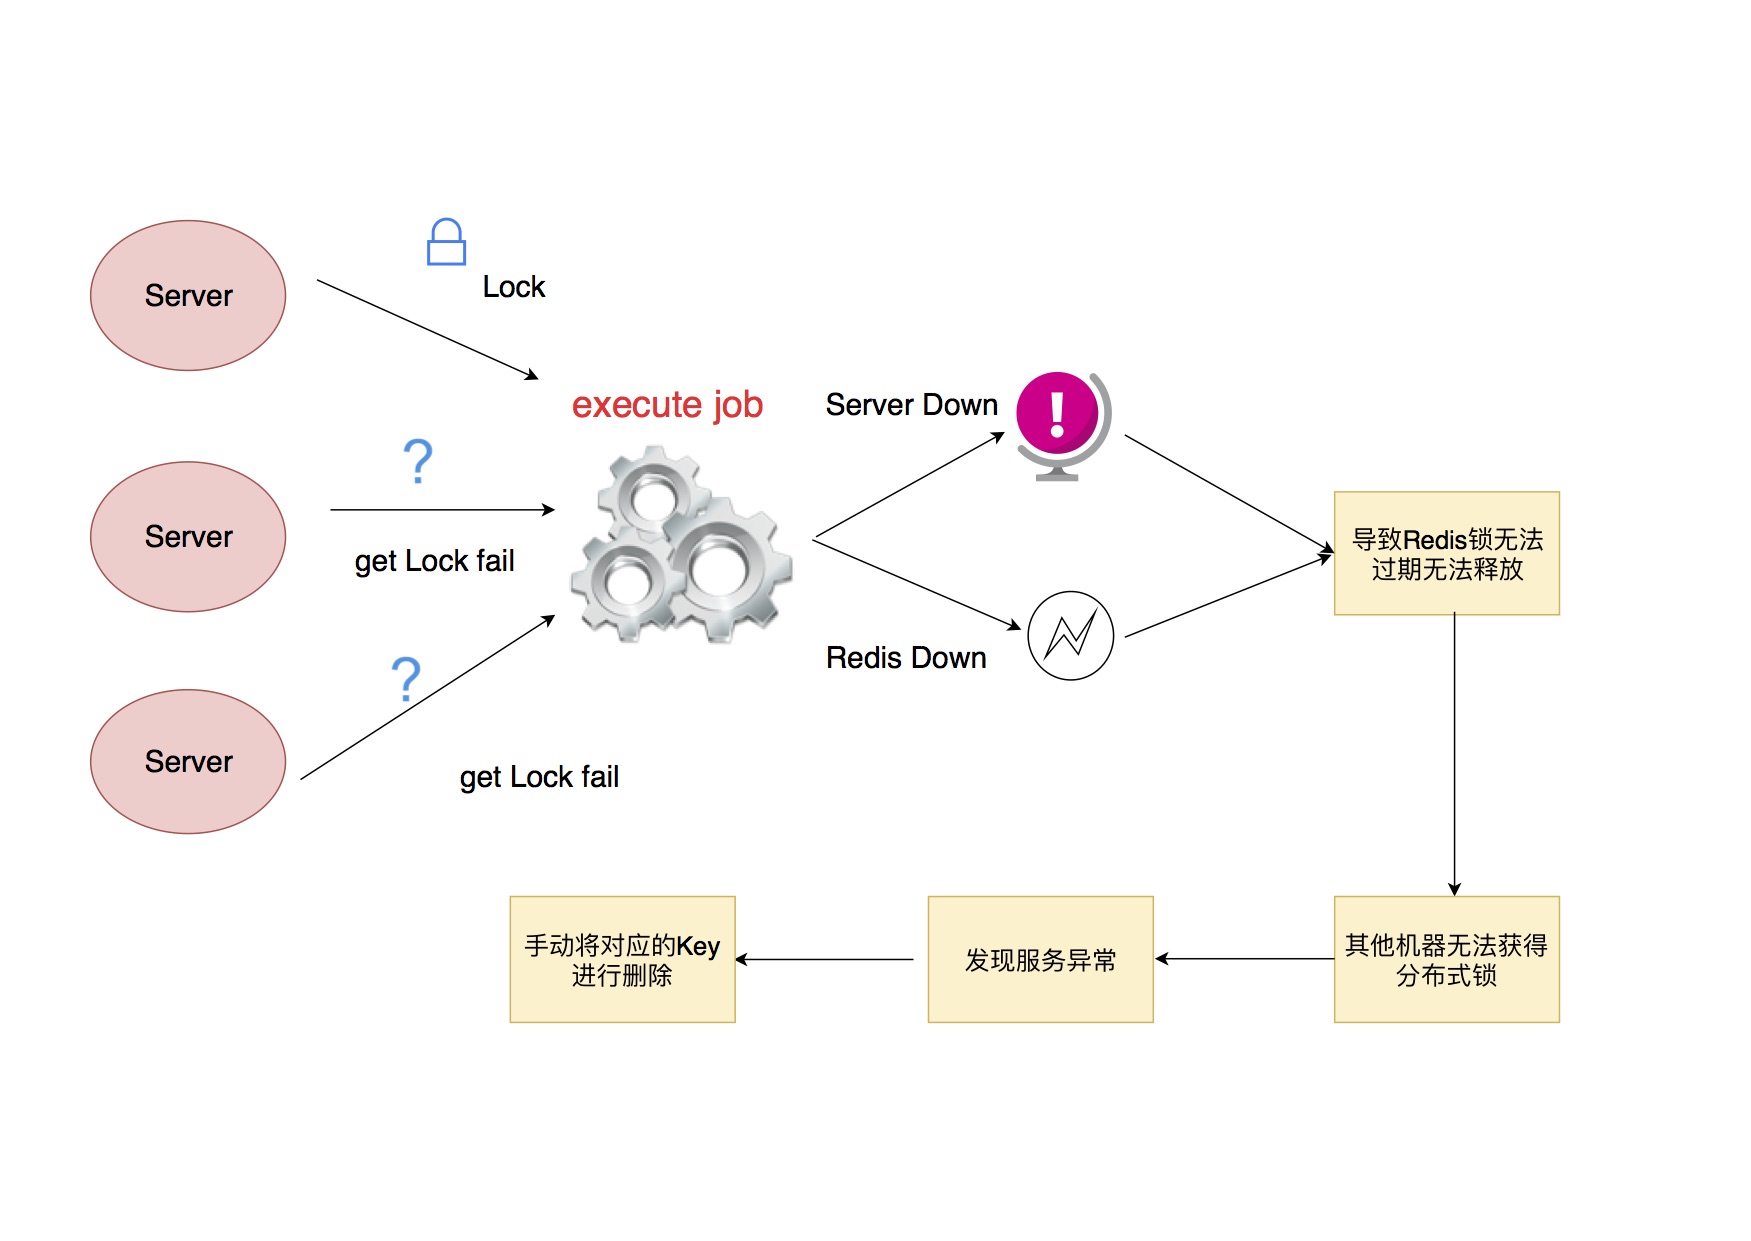 Server
Lock
execute job
Server Down
?
Server
get Lock fail
导致Redis锁无法
过期无法释放
Redis Down
?
Server
get Lock fail
手动将对应的Key
进行删除
发现服务异常
其他机器无法获得
分布式锁